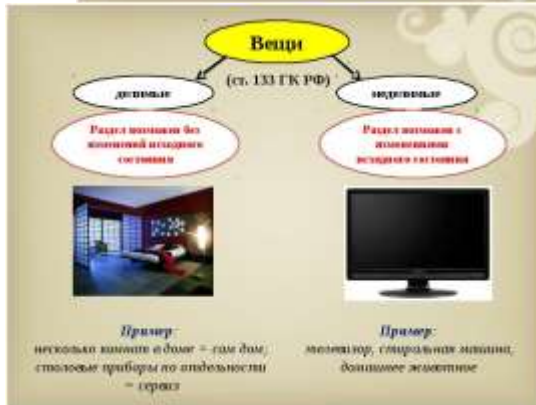 Вещи
(ст. 133 ГК РФ)
делимые
неделимые
Раздел возможен без
изменений исходного
состояния
Раздел возможен с
изменениями
исходного состояния
Пример:
несколько комнат в доме = сам дом;
столовые приборы по отдельности
= сервиз
Пример:
телевизор, стиральная машина,
домашнее животное